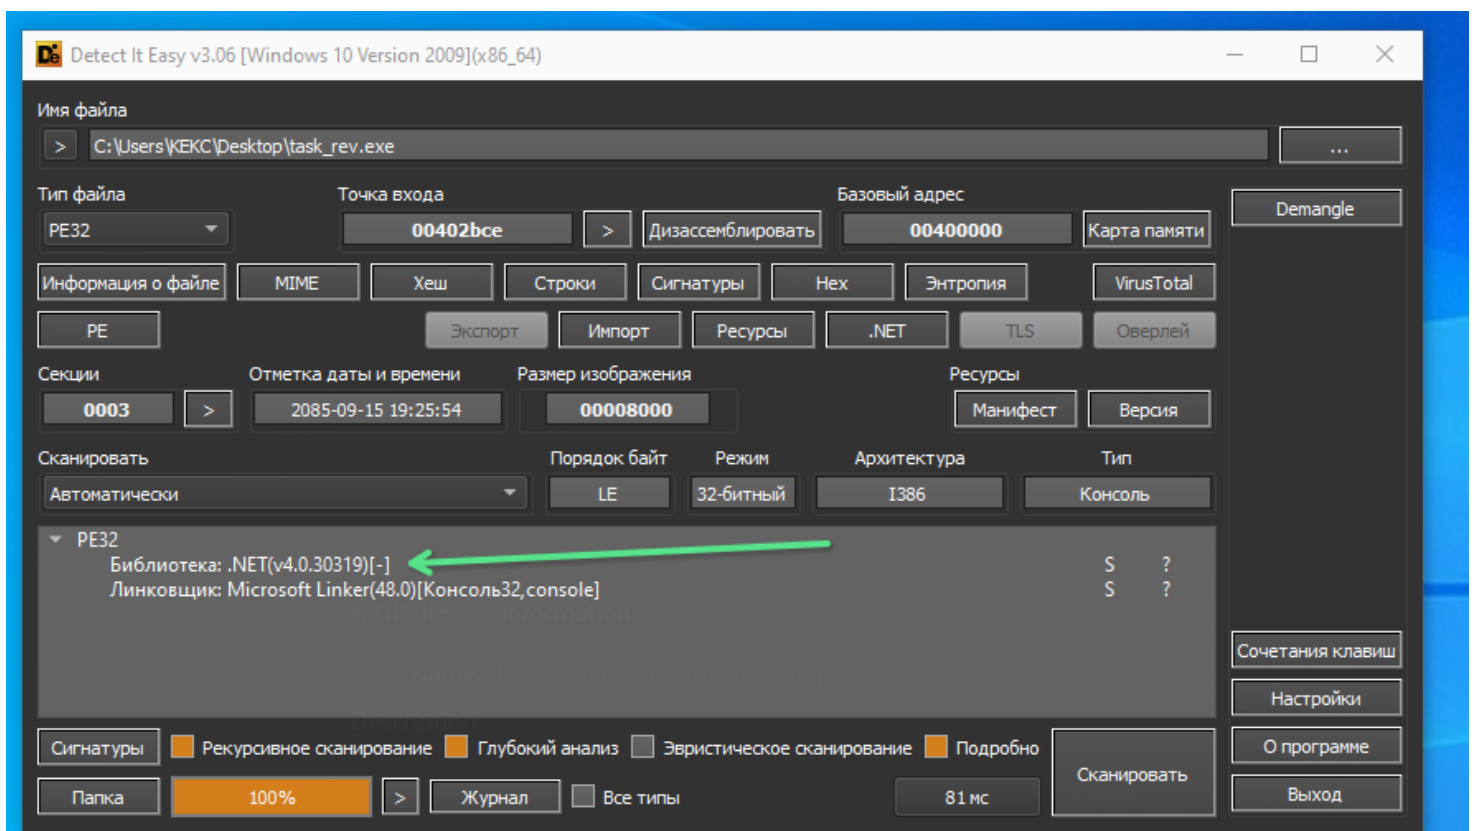 Detect It Easy v3.06 [Windows 10 Version 2009](x86_64)
Имя файла
> C:\Users\KEKC\Desktop\task_rev.exe ...
Тип файла Точка входа Базовый адрес
PE32 00402bce > Дизассемблировать 00400000 Карта памяти Demangle
Информация о файле MIME Хеш Строки Сигнатуры Hex Энтропия VirusTotal
PE Экспорт Импорт Ресурсы .NET TLS Оверлей
Секции Отметка даты и времени Размер изображения Ресурсы
0003 > 2085-09-15 19:25:54 00008000 Манифест Версия
Сканировать Порядок байт Режим Архитектура Тип
Автоматически LE 32-битный I386 Консоль
PE32
Библиотека: .NET(v4.0.30319)[-] S ?
Линковщик: Microsoft Linker(48.0)[Консоль32,console] S ?
Name:
Сочетания клавиш
Настройки
Сигнатуры Рекурсивное сканирование Глубокий анализ Эвристическое сканирование Подробно Сканировать О программе
Папка 100% > Журнал Все типы 81 мс Выход